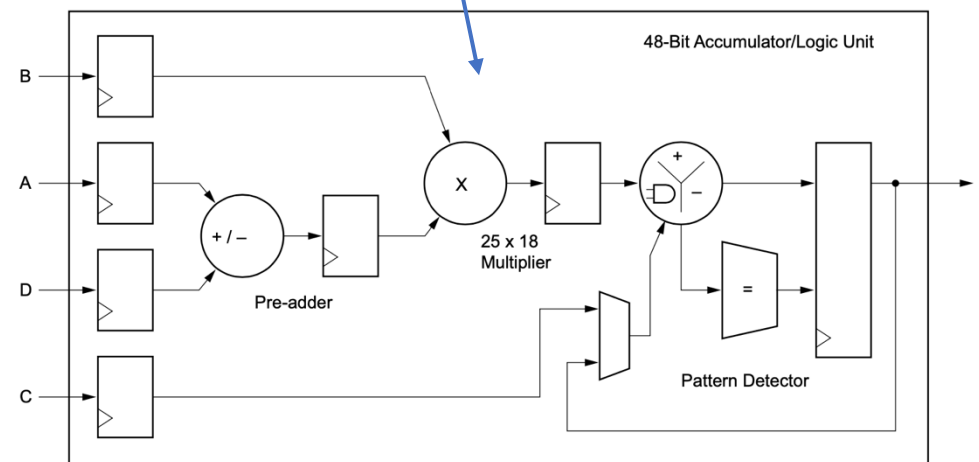 48-Bit Accumulator/Logic Unit
B
A
D
C
+ / –
Pre-adder
X
25 x 18
Multiplier
+
–
=
Pattern Detector